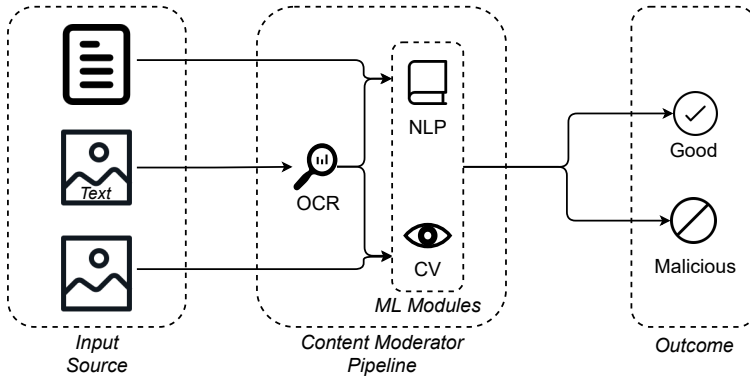 Text
OCR
NLP
CV
ML Modules
Good
Malicious
Input
Source
Content Moderator
Pipeline
Outcome